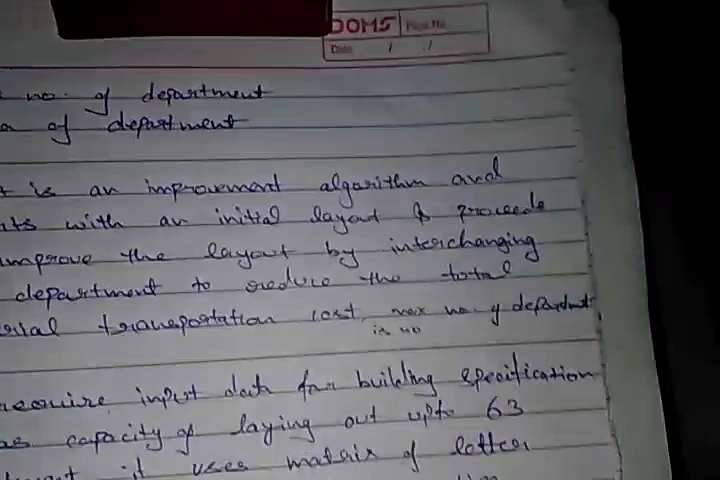 DOMS
Page No.
Date / /
no. of department
of department
is an improvement algorithm and
with an initial layout & proceeds
improve the layout by interchanging
department to reduce the total
transportation cost, max no. of department
is 40
require input data for building specification
capacity of laying out upto 63
it uses matrix of letter